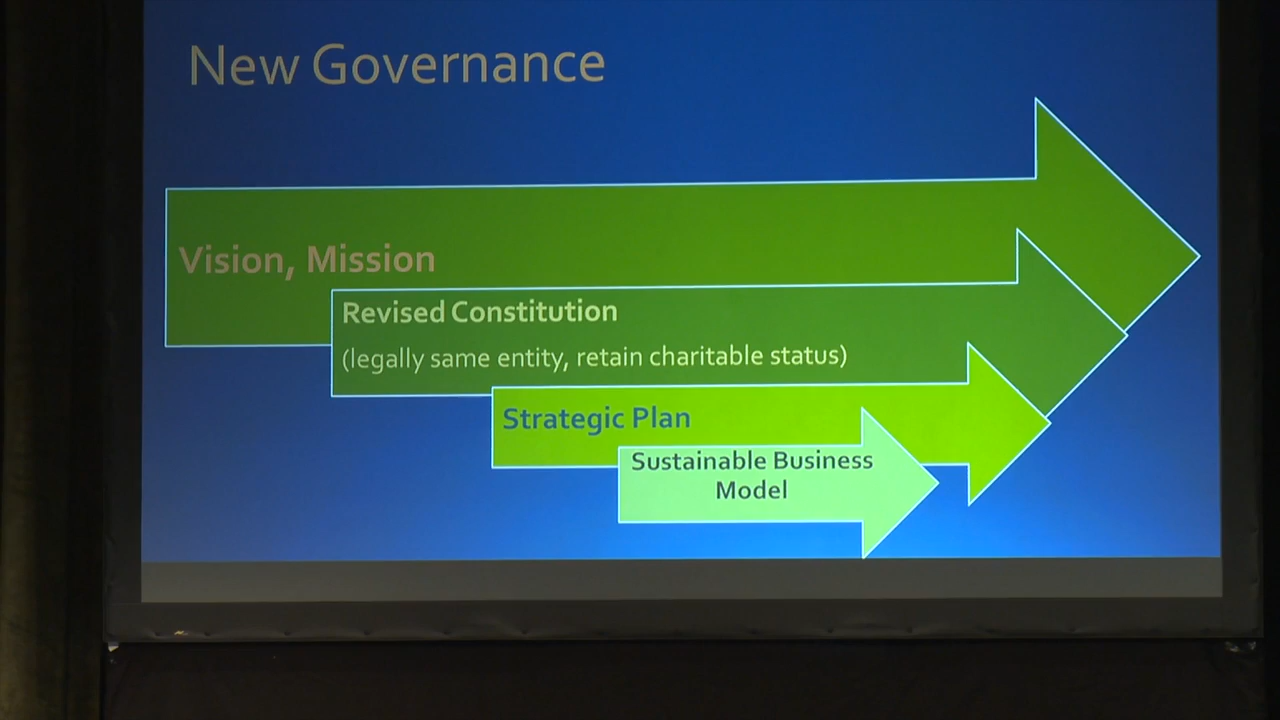 New Governance
Vision, Mission
Revised Constitution
(legally same entity, retain charitable status)
Strategic Plan
Sustainable Business
Model